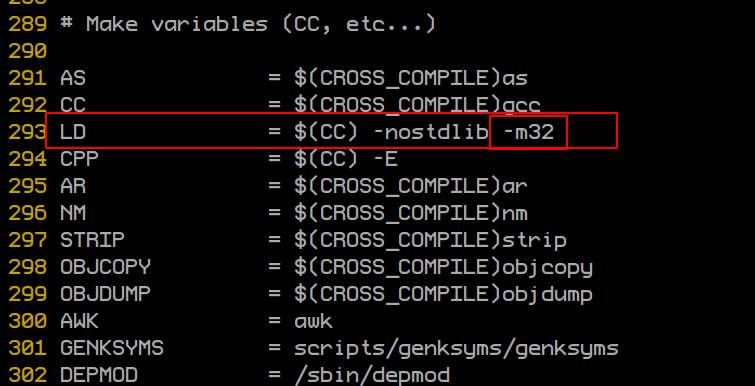 289 # Make variables (CC, etc...)
290
291 AS              = $(CROSS_COMPILE)as
292 CC              = $(CROSS_COMPILE)gcc
293 LD              = $(CC) -nostdlib -m32
294 CPP             = $(CC) -E
295 AR              = $(CROSS_COMPILE)ar
296 NM              = $(CROSS_COMPILE)nm
297 STRIP           = $(CROSS_COMPILE)strip
298 OBJCOPY         = $(CROSS_COMPILE)objcopy
299 OBJDUMP         = $(CROSS_COMPILE)objdump
300 AWK             = awk
301 GENKSYMS        = scripts/genksyms/genksyms
302 DEPMOD          = /sbin/depmod